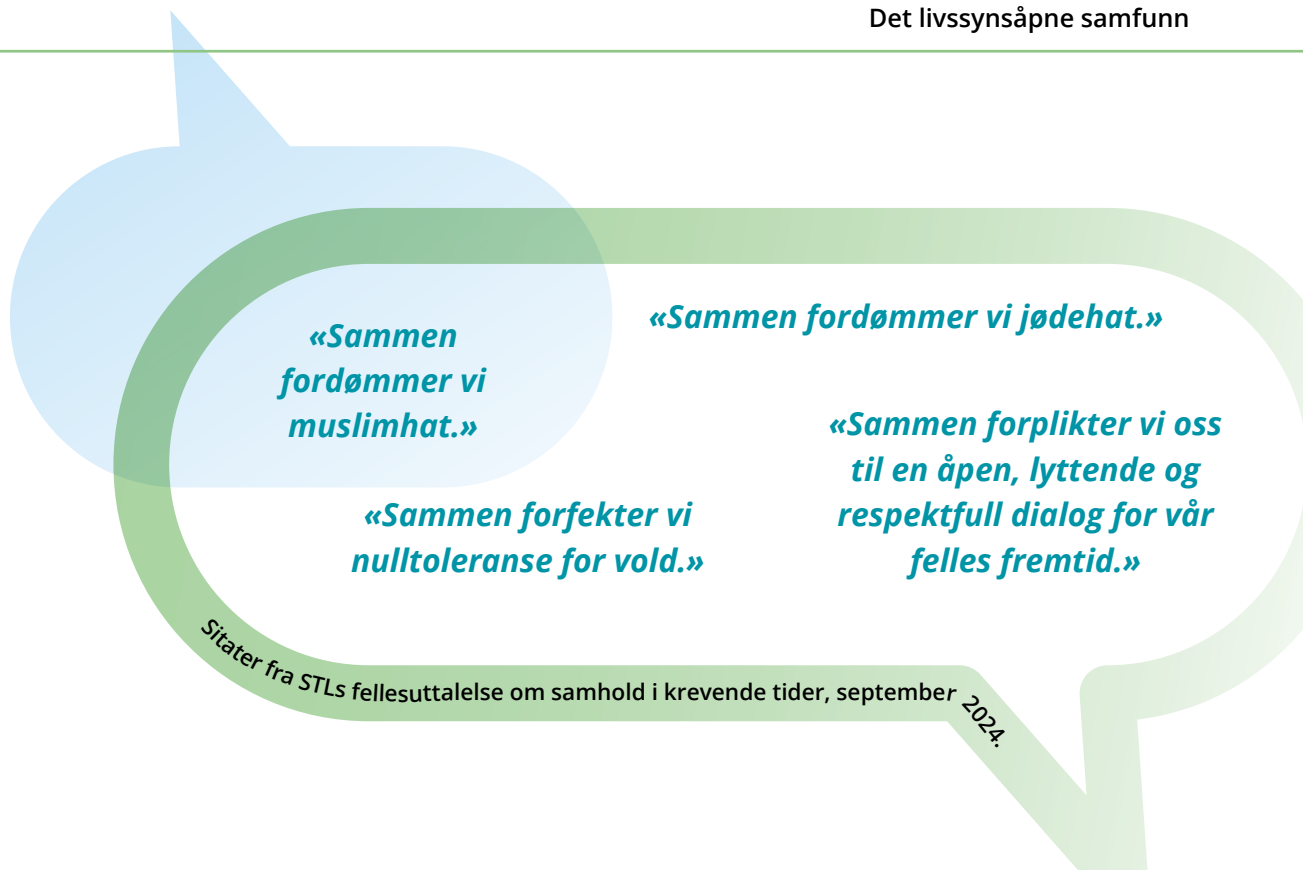 Det livssynsåpne samfunn
«Sammen
fordømmer vi
muslimhat.»
«Sammen fordømmer vi jødehat.»
«Sammen forplikter vi oss
til en åpen, lyttende og
respektfull dialog for vår
felles fremtid.»
«Sammen forfekter vi
nulltoleranse for vold.»
Sitater fra STLs fellesuttalelse om samhold i krevende tider, september 2024.